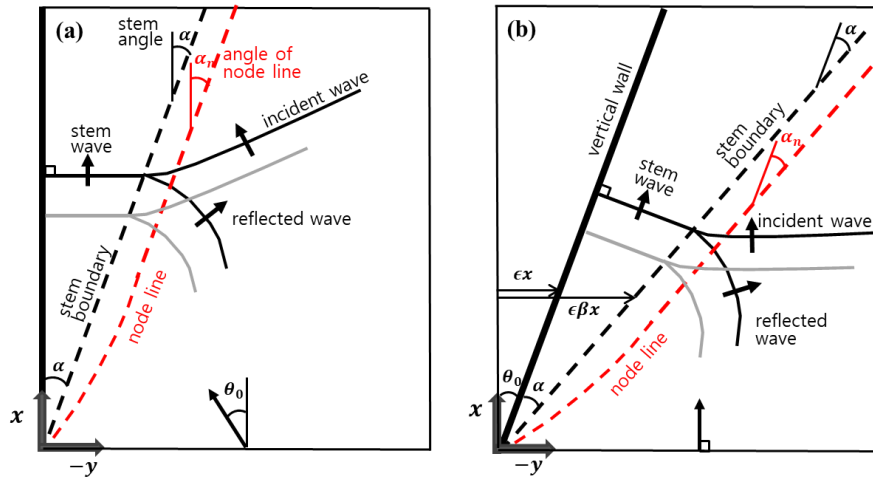 (a)
stem
angle
α
αn
angle of
node line
incident wave
stem
wave
reflected wave
stem
boundary
node line
α
θ0
x
−y
(b)
α
vertical wall
stem
boundary
αn
stem
wave
incident wave
ϵx
ϵβx
reflected
wave
node line
θ0
α
x
−y